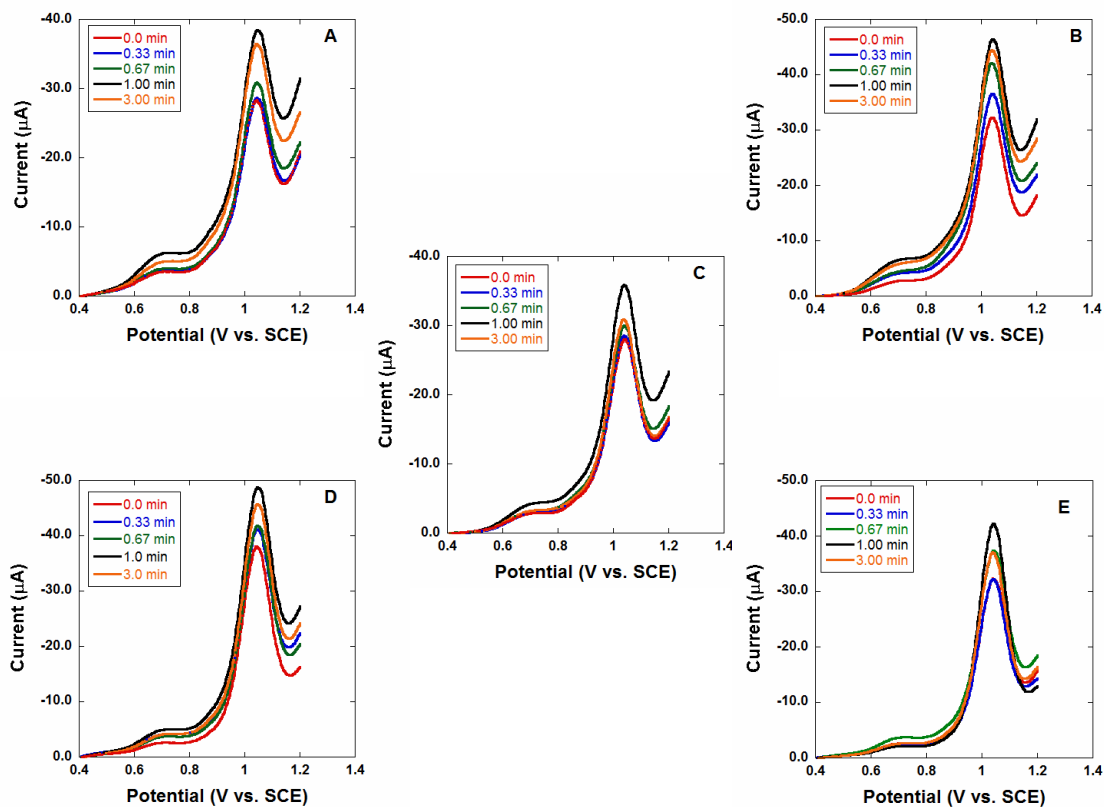 A
0.0 min
0.33 min
0.67 min
1.00 min
3.00 min
Current (μA)
-40.0
-30.0
-20.0
-10.0
0.0
0.4 0.6 0.8 1 1.2 1.4
Potential (V vs. SCE)
B
0.0 min
0.33 min
0.67 min
1.00 min
3.00 min
Current (μA)
-50.0
-40.0
-30.0
-20.0
-10.0
0.0
0.4 0.6 0.8 1 1.2 1.4
Potential (V vs. SCE)
C
0.0 min
0.33 min
0.67 min
1.00 min
3.00 min
Current (μA)
-40.0
-30.0
-20.0
-10.0
0.0
0.4 0.6 0.8 1 1.2 1.4
Potential (V vs. SCE)
D
0.0 min
0.33 min
0.67 min
1.0 min
3.0 min
Current (μA)
-50.0
-40.0
-30.0
-20.0
-10.0
0.0
0.4 0.6 0.8 1 1.2 1.4
Potential (V vs. SCE)
E
0.0 min
0.33 min
0.67 min
1.00 min
3.00 min
Current (μA)
-50.0
-40.0
-30.0
-20.0
-10.0
0.0
0.4 0.6 0.8 1 1.2 1.4
Potential (V vs. SCE)